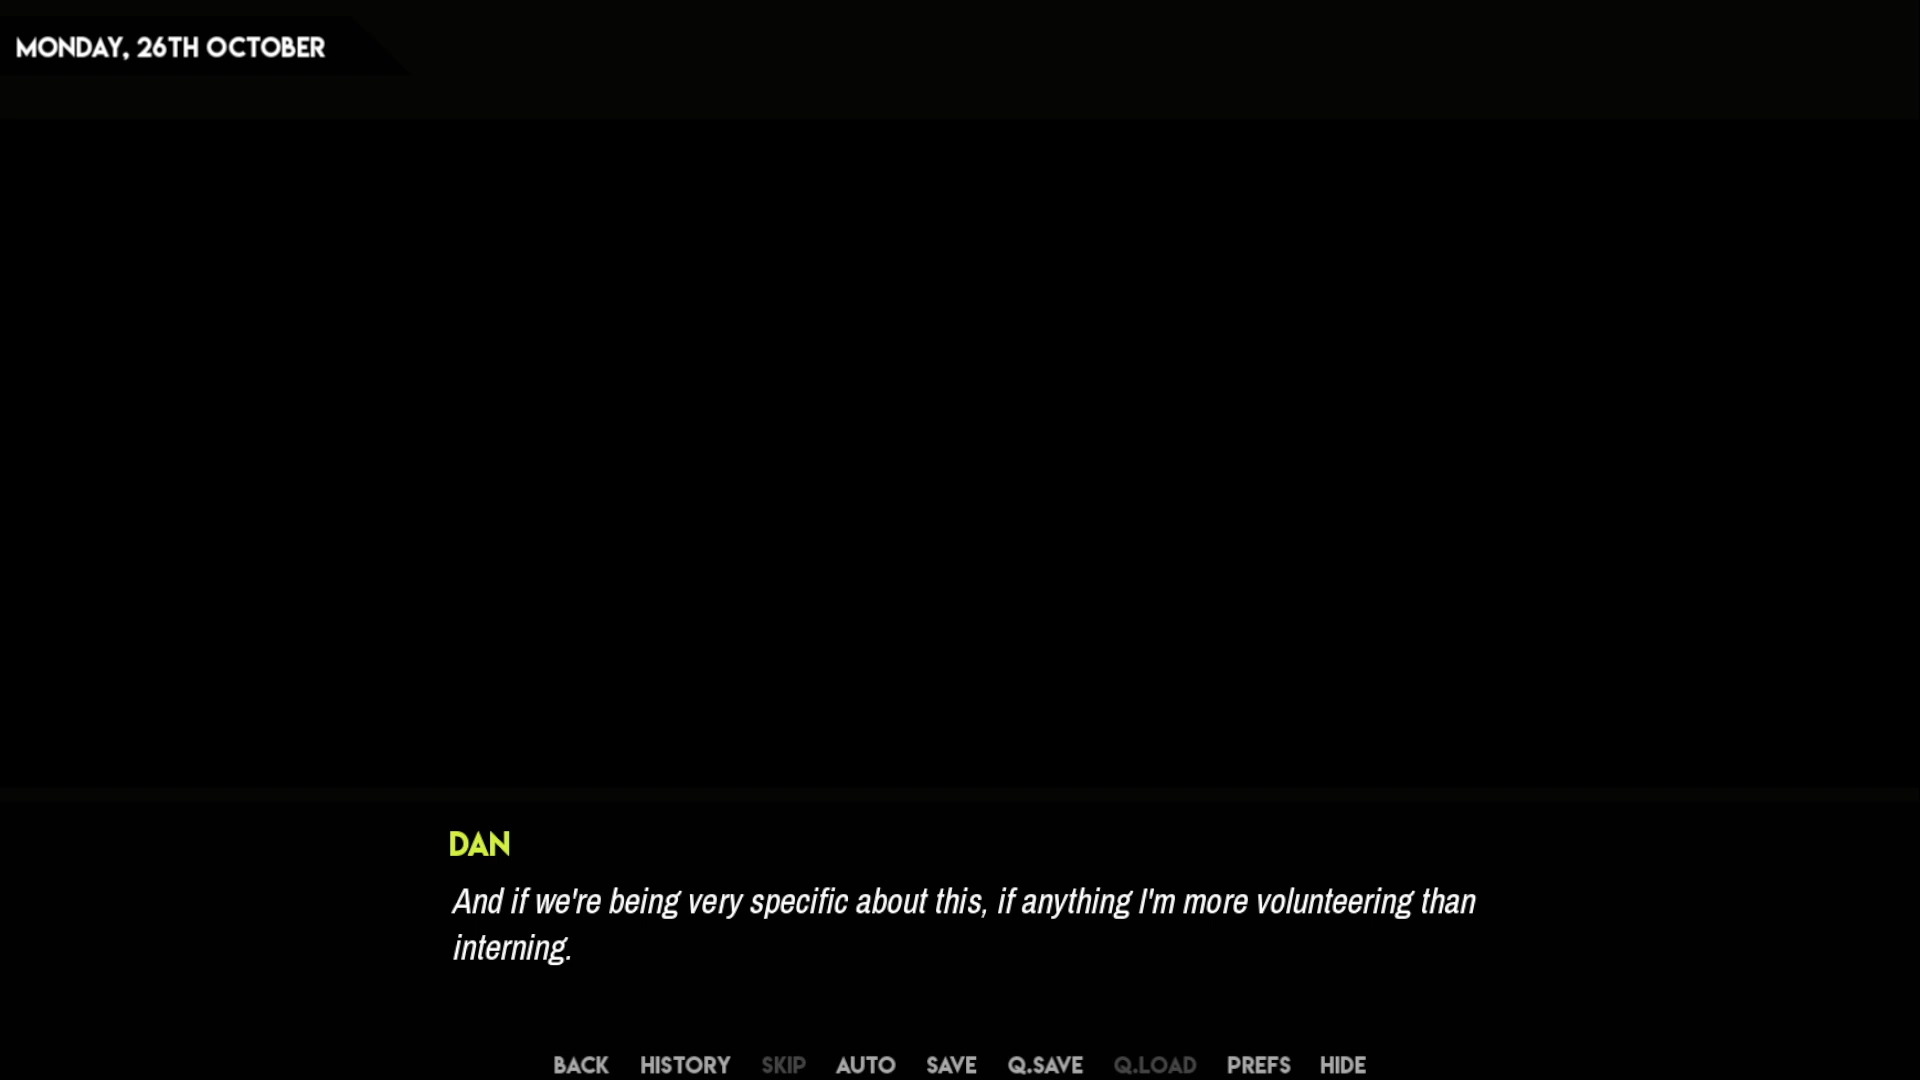 MONDAY, 26TH OCTOBER
DAN
And if we're being very specific about this, if anything I'm more volunteering than
interning.
BACK HISTORY SKIP AUTO SAVE Q.SAVE Q.LOAD PREFS HIDE